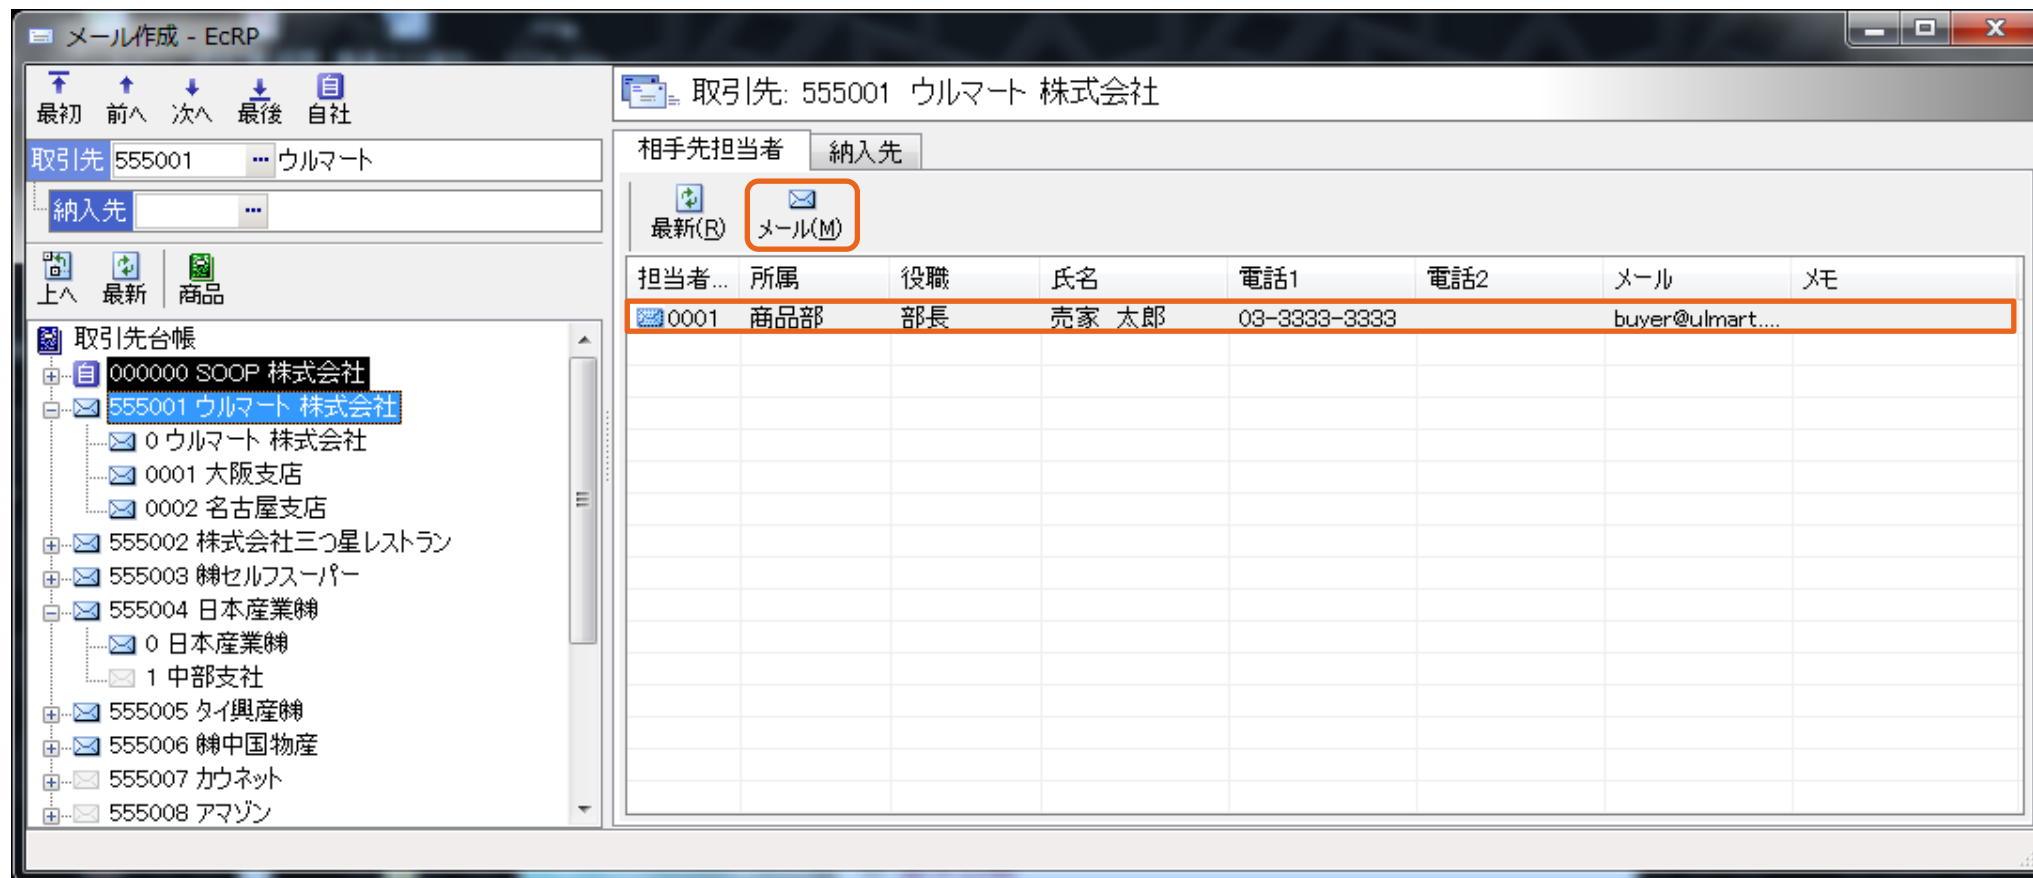 メール作成 - EcRP
最初 前へ 次へ 最後 自社
取引先 555001 ... ウルマート
納入先 ...
上へ 最新 商品
取引先台帳
000000 SOOP 株式会社
555001 ウルマート 株式会社
0 ウルマート 株式会社
0001 大阪支店
0002 名古屋支店
555002 株式会社三つ星レストラン
555003 ㈱セルフスーパー
555004 日本産業㈱
0 日本産業㈱
1 中部支社
555005 タイ興産㈱
555006 ㈱中国物産
555007 カウネット
555008 アマゾン
取引先: 555001 ウルマート 株式会社
相手先担当者 納入先
最新(R) メール(M)
担当者... 所属 役職 氏名 電話1 電話2 メール メモ
0001 商品部 部長 売家 太郎 03-3333-3333 buyer@ulmart....